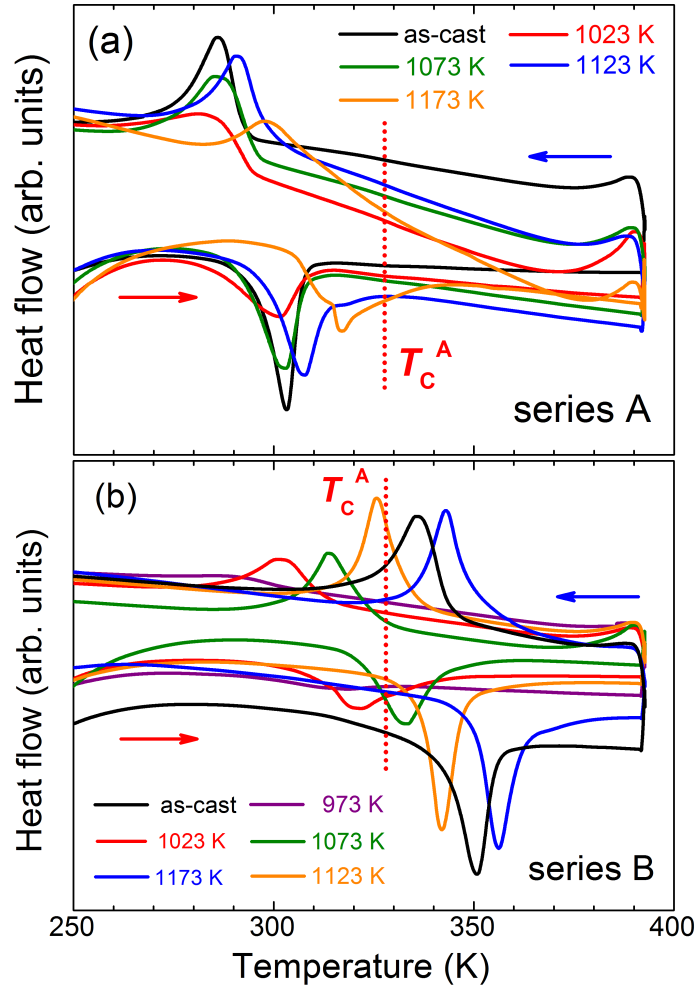 (a)
as-cast
1023 K
1073 K
1123 K
1173 K
Heat flow (arb. units)
T_C^A
series A
(b)
T_C^A
Heat flow (arb. units)
as-cast
973 K
1023 K
1073 K
1173 K
1123 K
series B
250
300
350
400
Temperature (K)